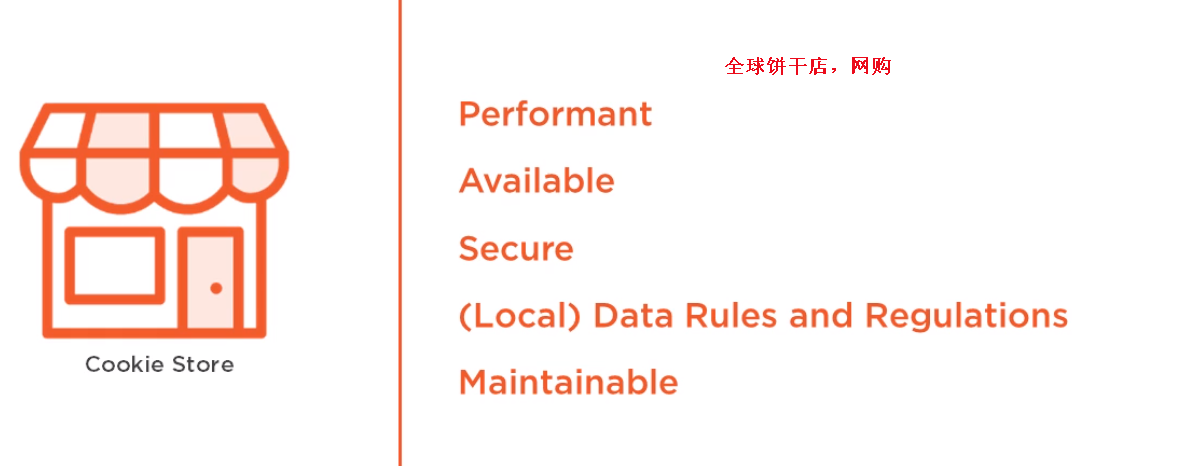 全球饼干店，网购
Performant
Available
Secure
(Local) Data Rules and Regulations
Maintainable
Cookie Store